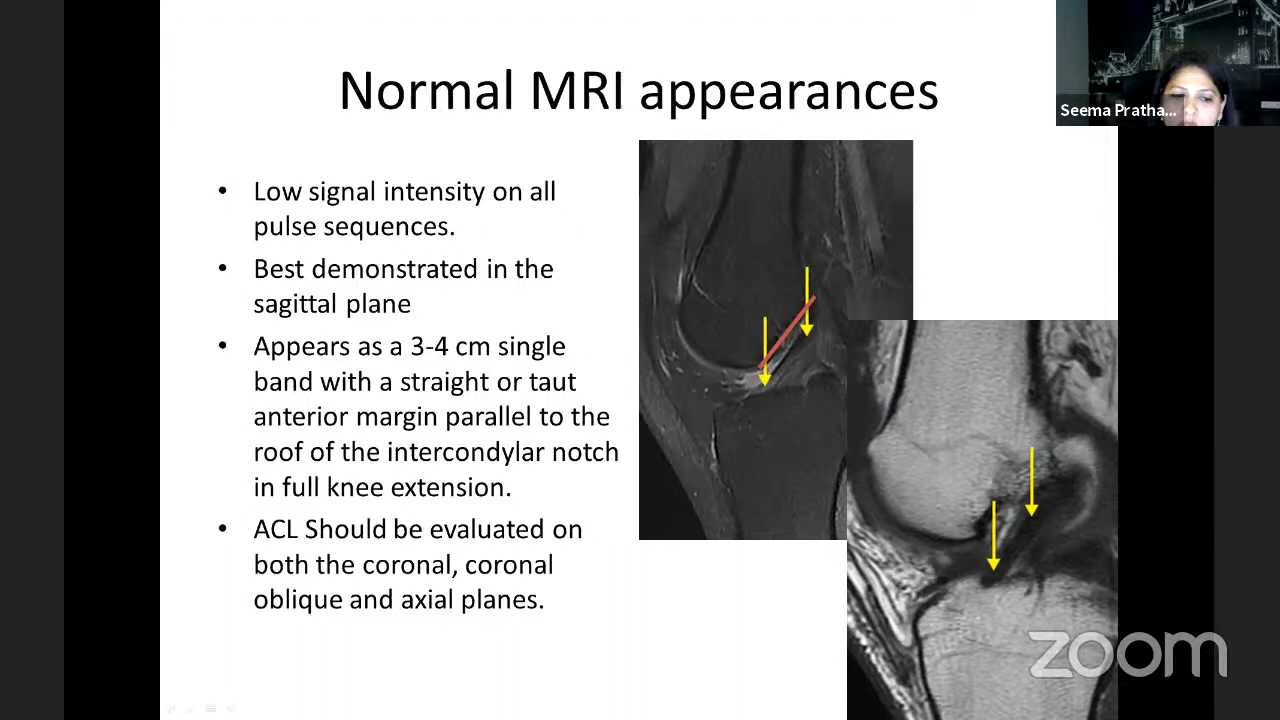 Normal MRI appearances
Seema Pratha...
• Low signal intensity on all
pulse sequences.
• Best demonstrated in the
sagittal plane
• Appears as a 3-4 cm single
band with a straight or taut
anterior margin parallel to the
roof of the intercondylar notch
in full knee extension.
• ACL Should be evaluated on
both the coronal, coronal
oblique and axial planes.
zoom